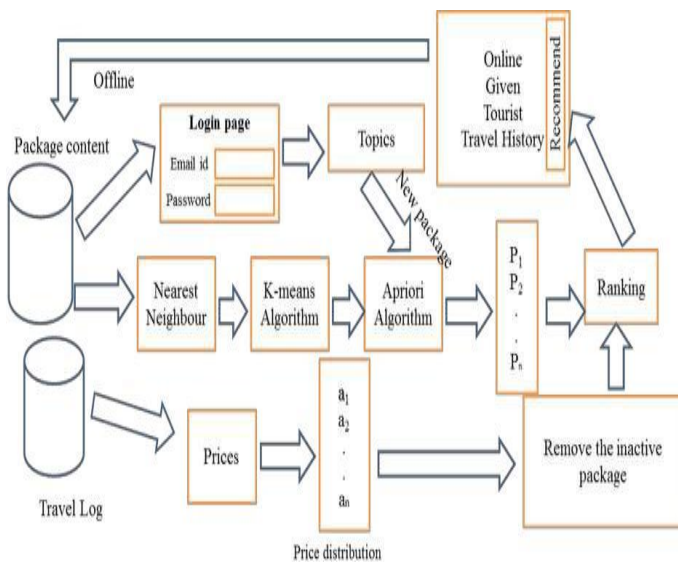 Offline
Package content
Login page
Email id
Password
Topics
New package
Online
Given
Tourist
Travel History
Recommend
Nearest
Neighbour
K-means
Algorithm
Apriori
Algorithm
P1
P2
.
.
Pn
Ranking
Travel Log
Prices
a1
a2
.
.
an
Price distribution
Remove the inactive
package